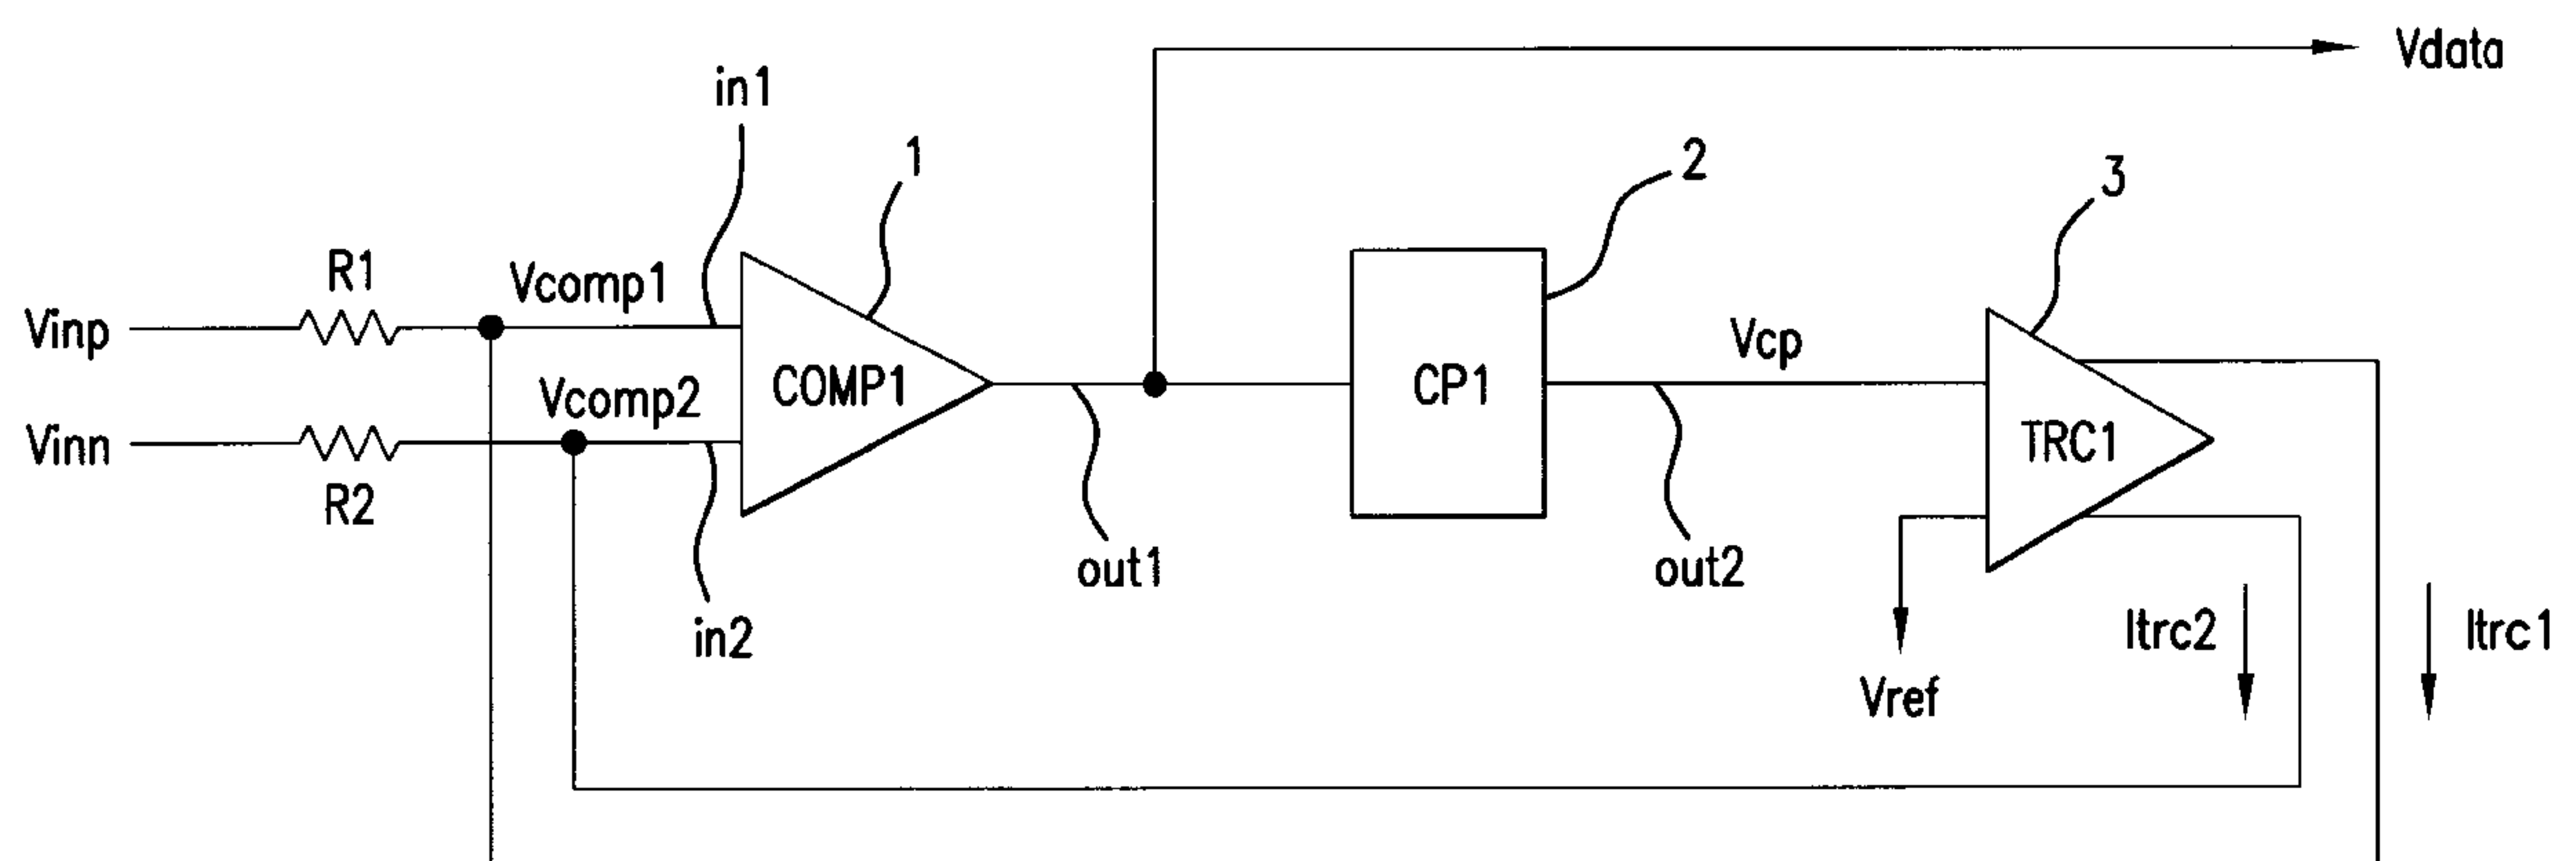 Vdata
in1
1
2
3
R1
Vcomp1
Vinp
Vcp
COMP1
CP1
Vcomp2
TRC1
Vinn
R2
out1
out2
in2
Itrc2
Itrc1
Vref